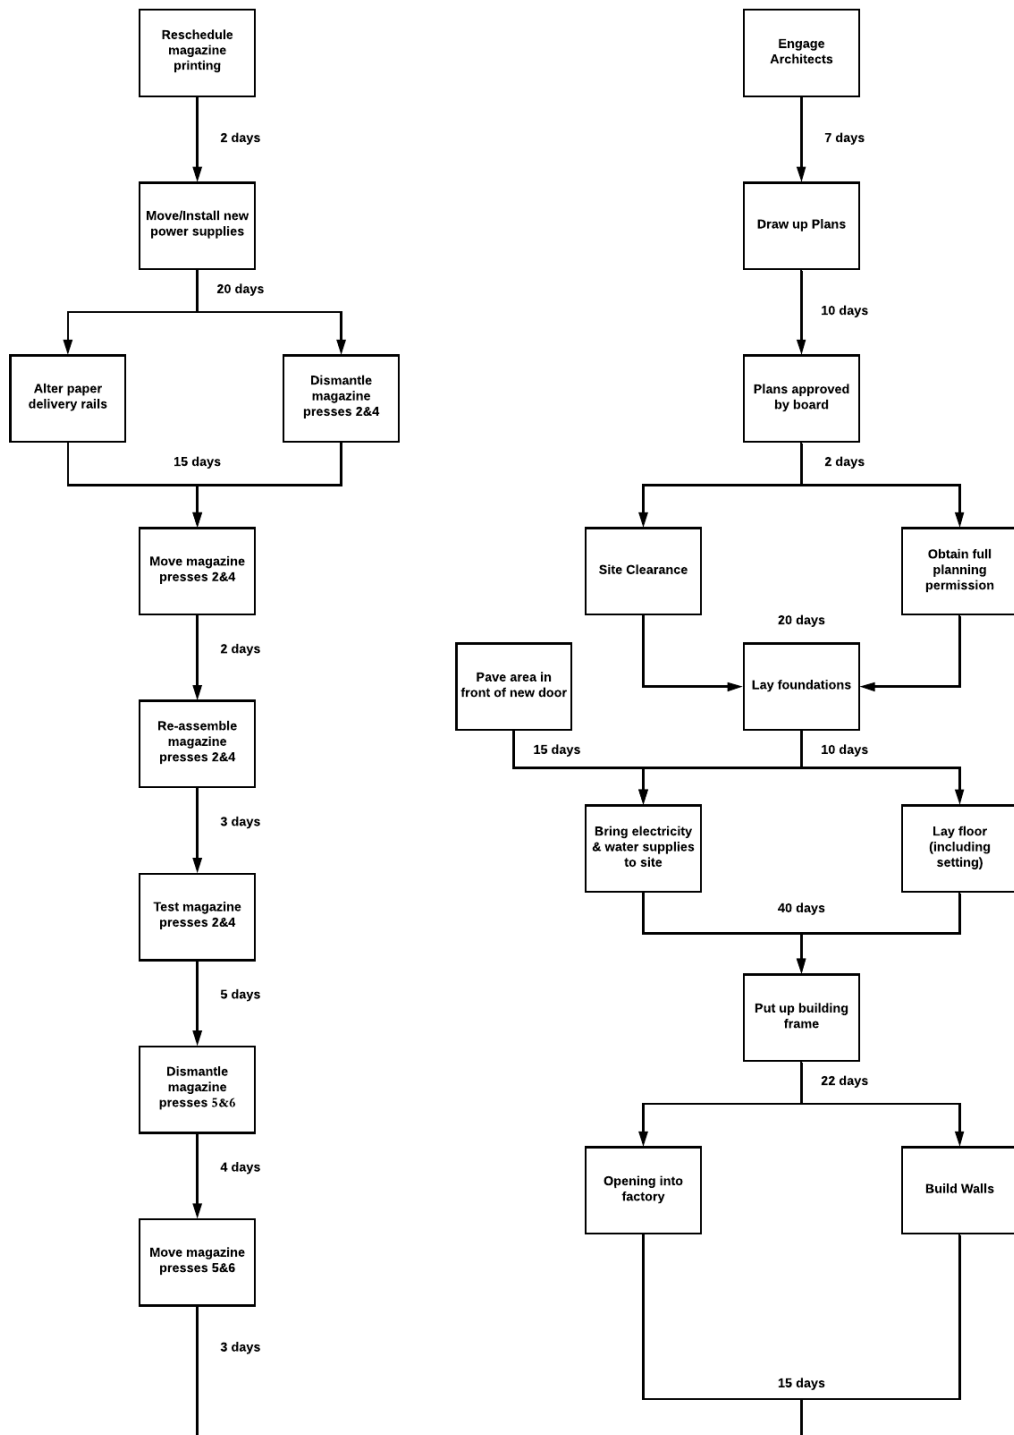 Reschedule
magazine
printing
2 days
Move/Install new
power supplies
20 days
Alter paper
delivery rails
Dismantle
magazine
presses 2&4
15 days
Move magazine
presses 2&4
2 days
Re-assemble
magazine
presses 2&4
3 days
Test magazine
presses 2&4
5 days
Dismantle
magazine
presses 5&6
4 days
Move magazine
presses 5&6
3 days
Engage
Architects
7 days
Draw up Plans
10 days
Plans approved
by board
2 days
Site Clearance
Obtain full
planning
permission
20 days
Pave area in
front of new door
Lay foundations
15 days
10 days
Bring electricity
& water supplies
to site
Lay floor
(including
setting)
40 days
Put up building
frame
22 days
Opening into
factory
Build Walls
15 days